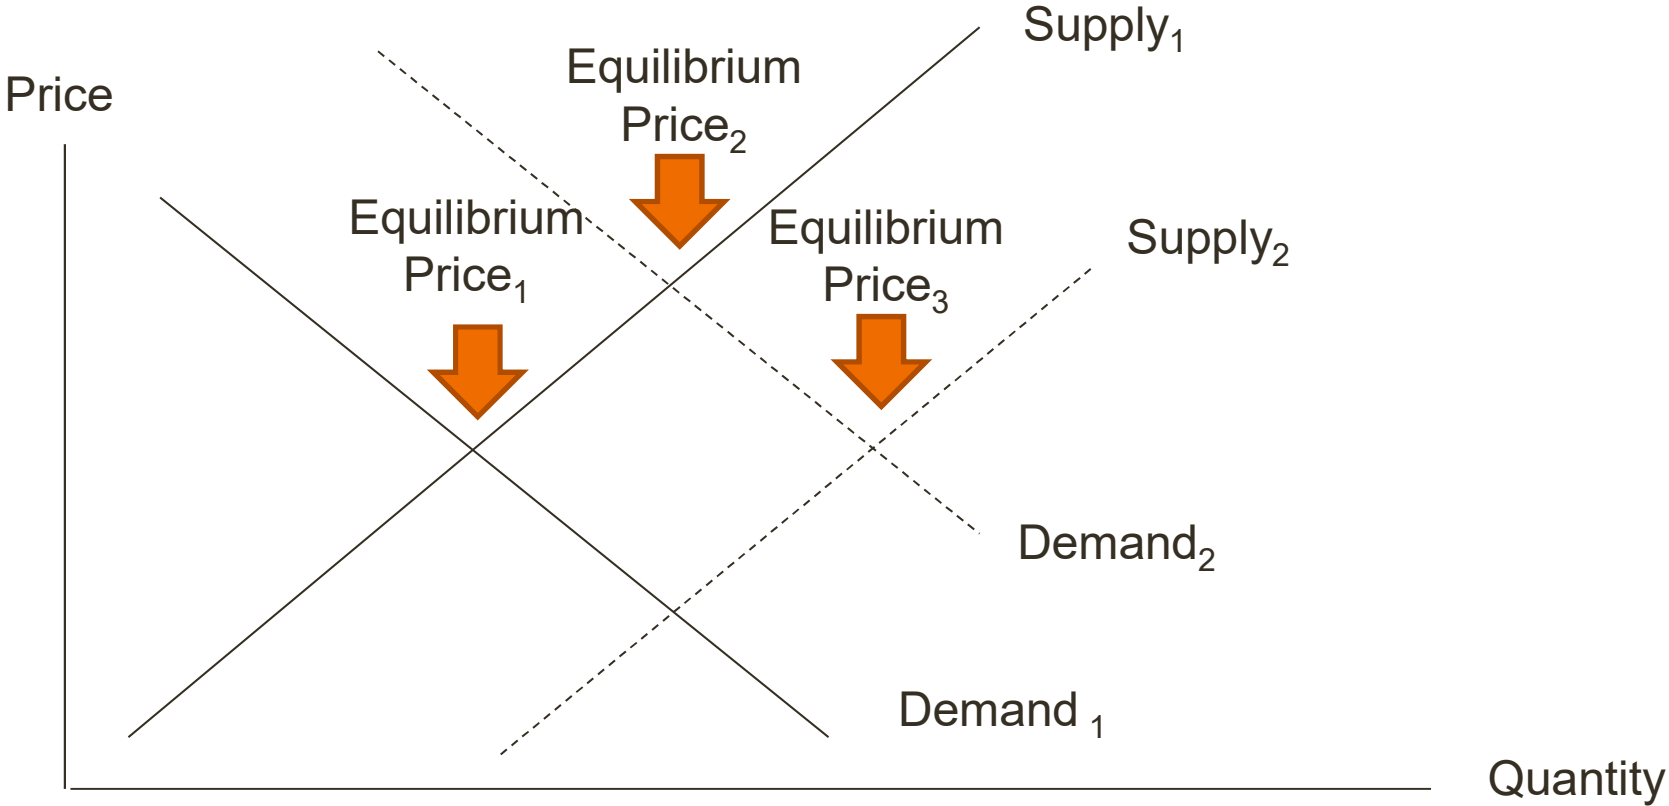 Supply₁
Equilibrium
Price₂
Price
Equilibrium
Price₁
Equilibrium
Price₃
Supply₂
Demand₂
Demand ₁
Quantity